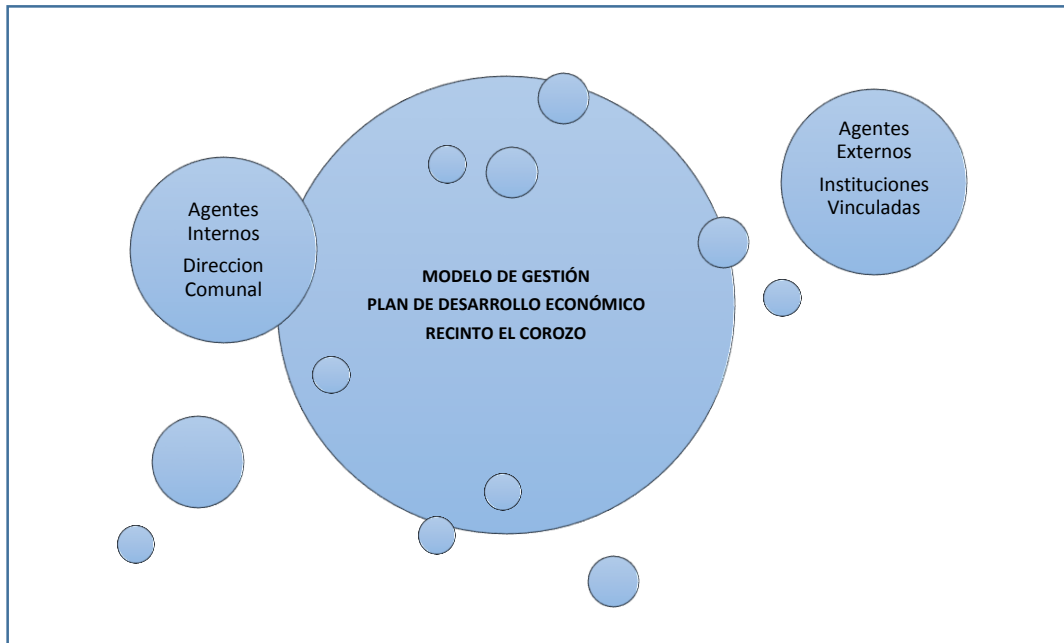 Agentes
Internos
Direccion
Comunal
MODELO DE GESTIÓN
PLAN DE DESARROLLO ECONÓMICO
RECINTO EL COROZO
Agentes
Externos
Instituciones
Vinculadas